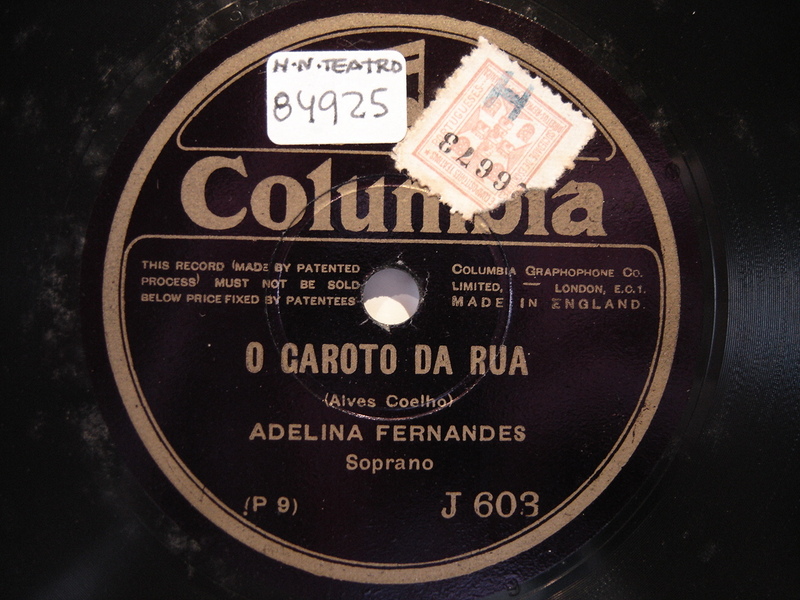 M.N.TEATRO
84925
H
Columbia
THIS RECORD (MADE BY PATENTED
PROCESS) MUST NOT BE SOLD
BELOW PRICE FIXED BY PATENTEES
COLUMBIA GRAPHOPHONE CO.
LIMITED, — LONDON, E.C.1.
MADE IN ENGLAND.
O GAROTO DA RUA
(Alves Coelho)
ADELINA FERNANDES
Soprano
(P 9)
J 603